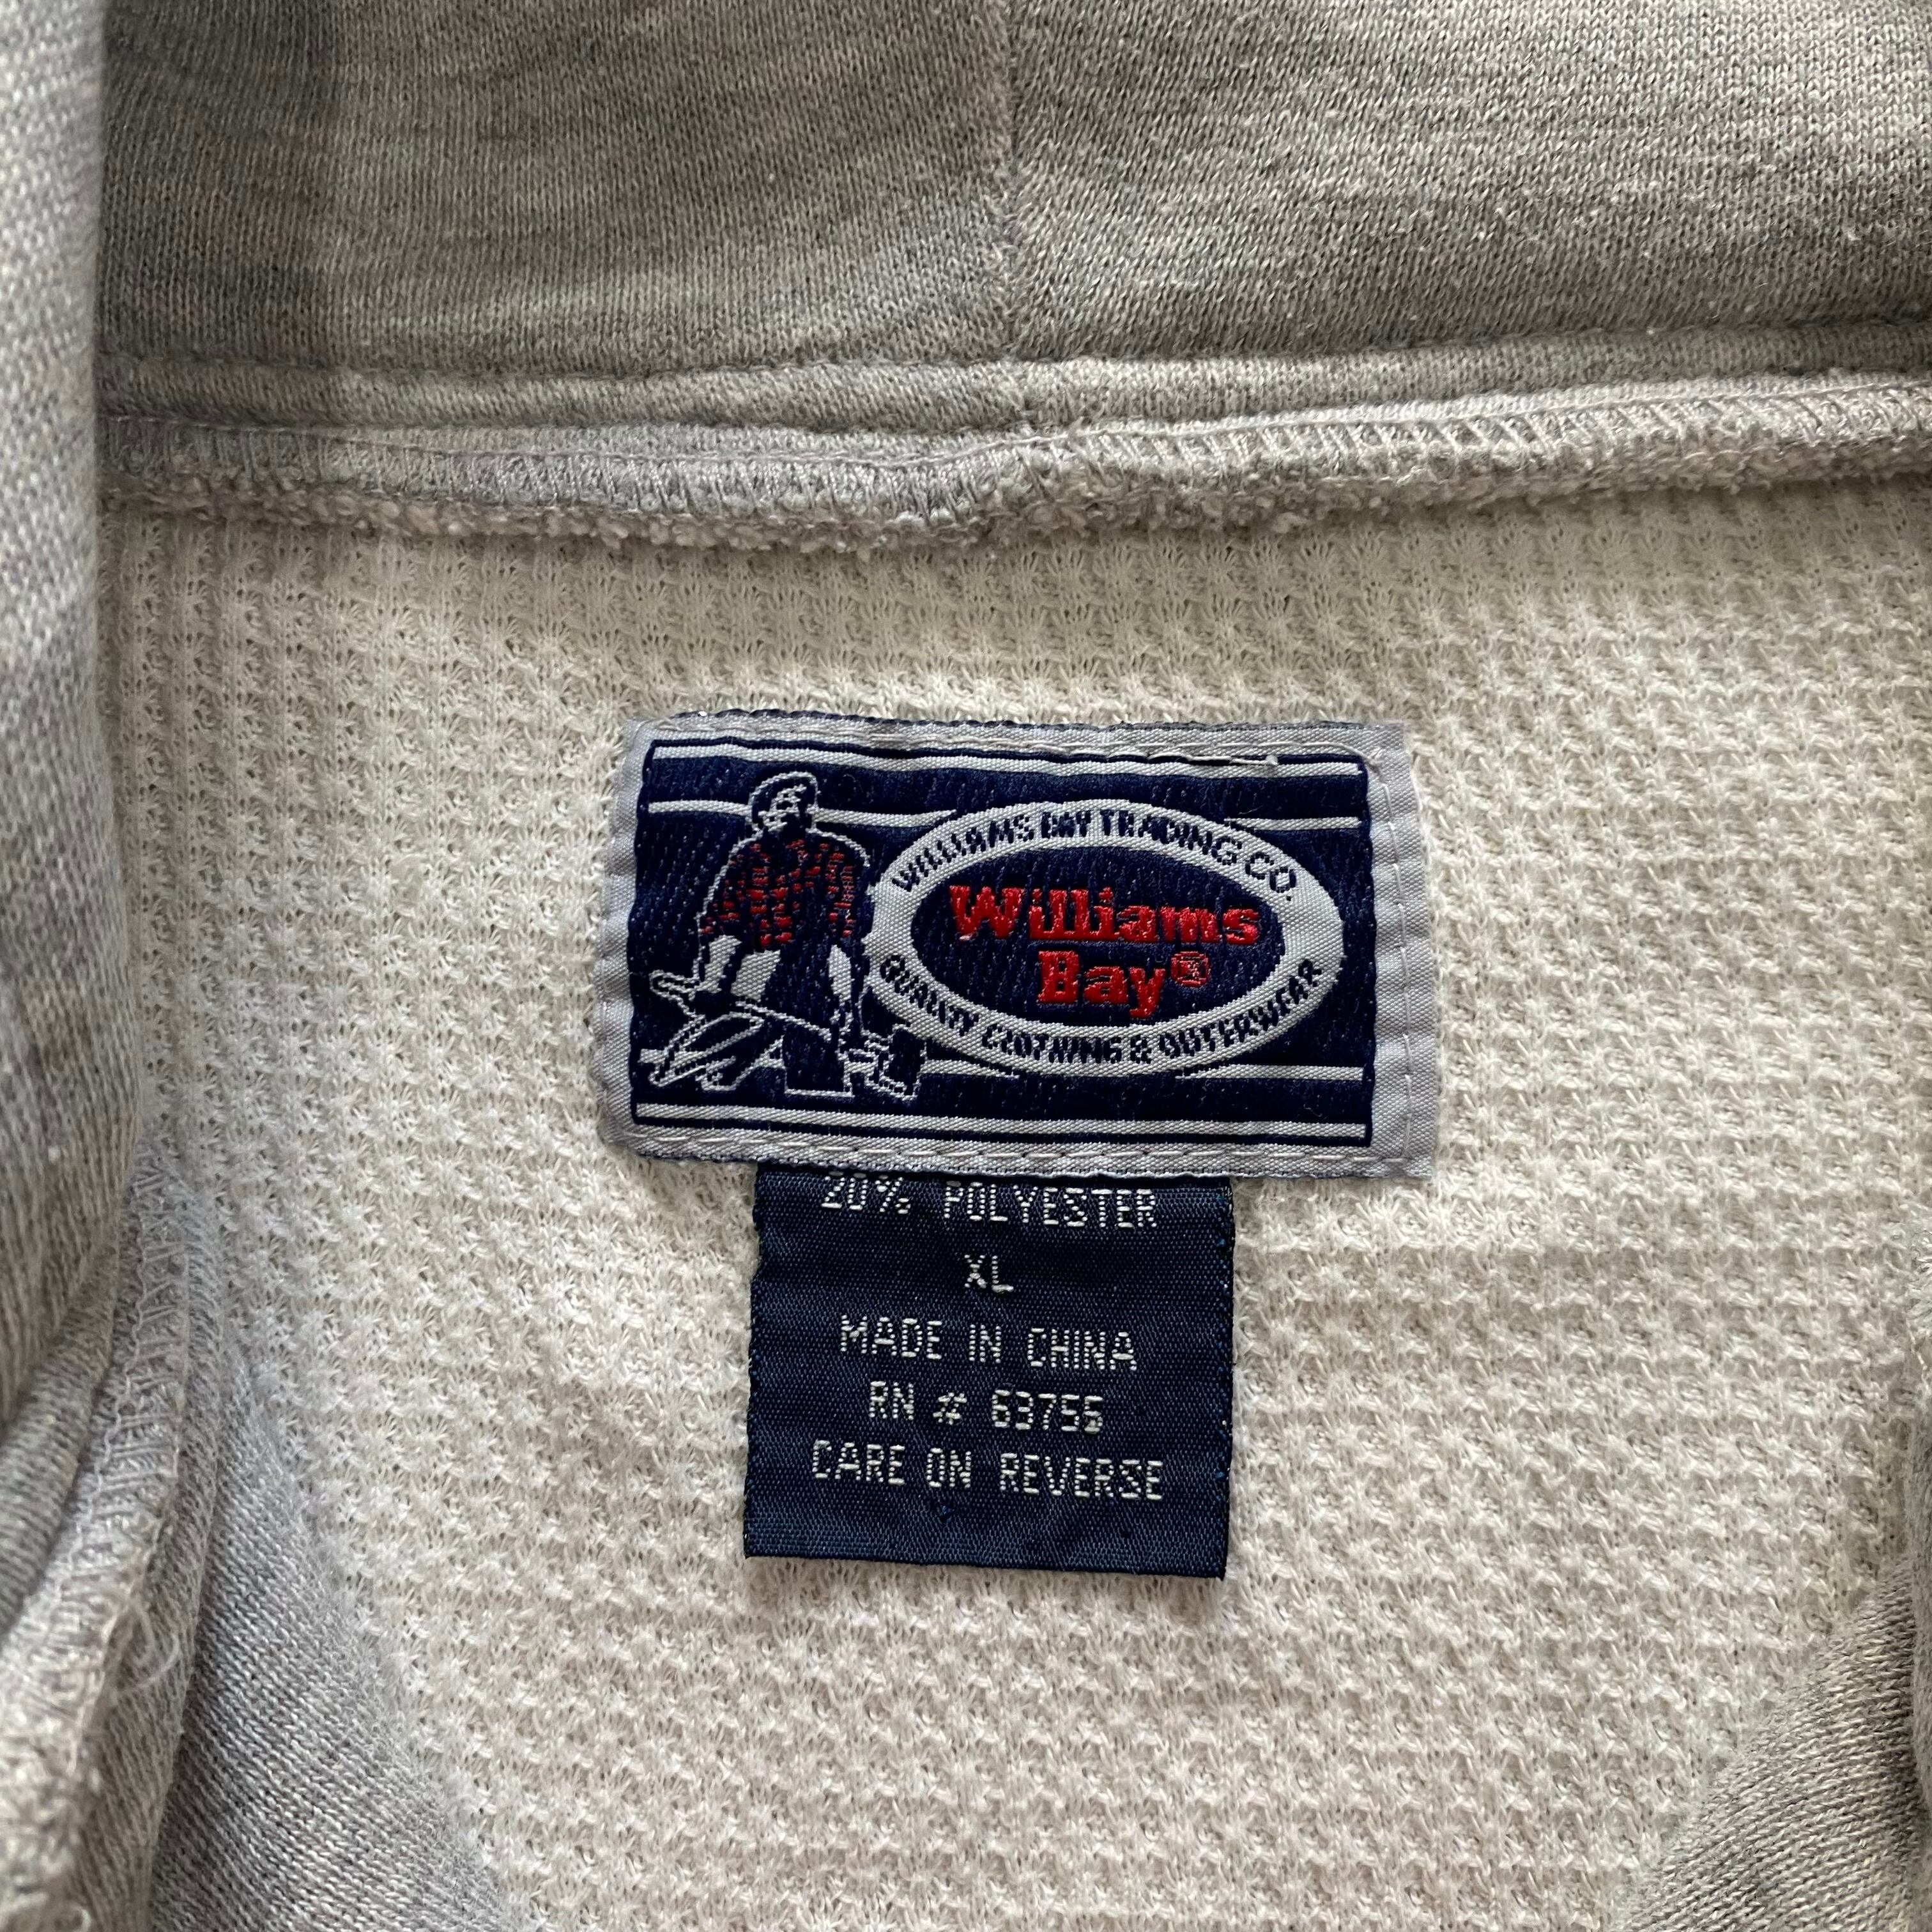 WILLIAMS BAY TRADING CO.
Williams
Bay®
QUALITY CLOTHING & OUTERWEAR
20% POLYESTER
XL
MADE IN CHINA
RN # 63755
CARE ON REVERSE